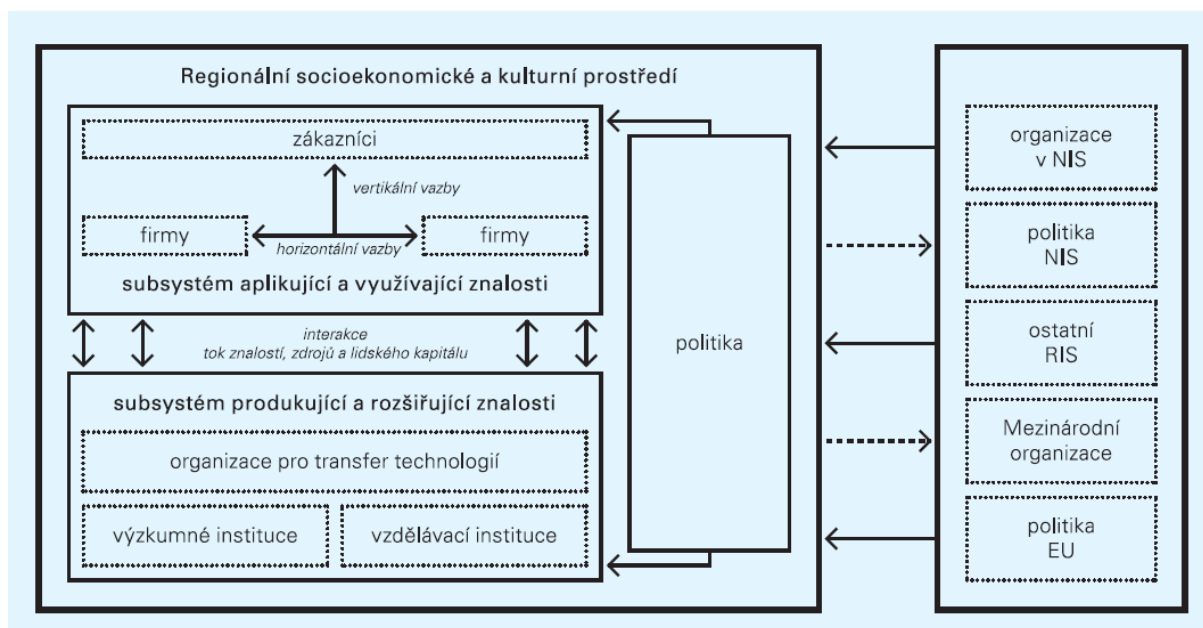 Regionální socioekonomické a kulturní prostředí
zákazníci
vertikální vazby
firmy
horizontální vazby
firmy
subsystém aplikující a využívající znalosti
interakce
tok znalostí, zdrojů a lidského kapitálu
subsystém produkující a rozšiřující znalosti
organizace pro transfer technologií
výzkumné instituce
vzdělávací instituce
politika
organizace
v NIS
politika
NIS
ostatní
RIS
Mezinárodní
organizace
politika
EU